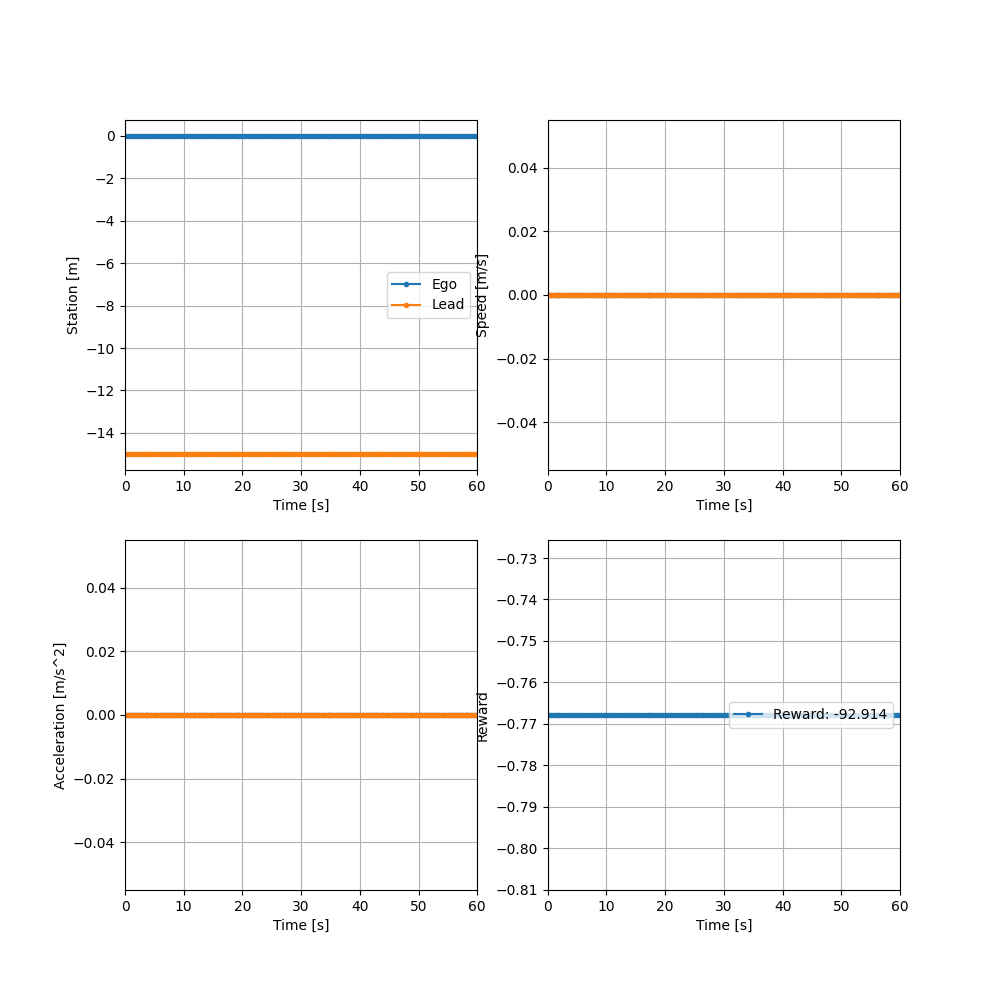 0
−2
−4
−6
−8
−10
−12
−14
Station [m]
Ego
Lead
0 10 20 30 40 50 60
Time [s]
0.04
0.02
0.00
−0.02
−0.04
Speed [m/s]
0 10 20 30 40 50 60
Time [s]
0.04
0.02
0.00
−0.02
−0.04
Acceleration [m/s^2]
0 10 20 30 40 50 60
Time [s]
−0.73
−0.74
−0.75
−0.76
−0.77
−0.78
−0.79
−0.80
−0.81
Reward
Reward: -92.914
0 10 20 30 40 50 60
Time [s]